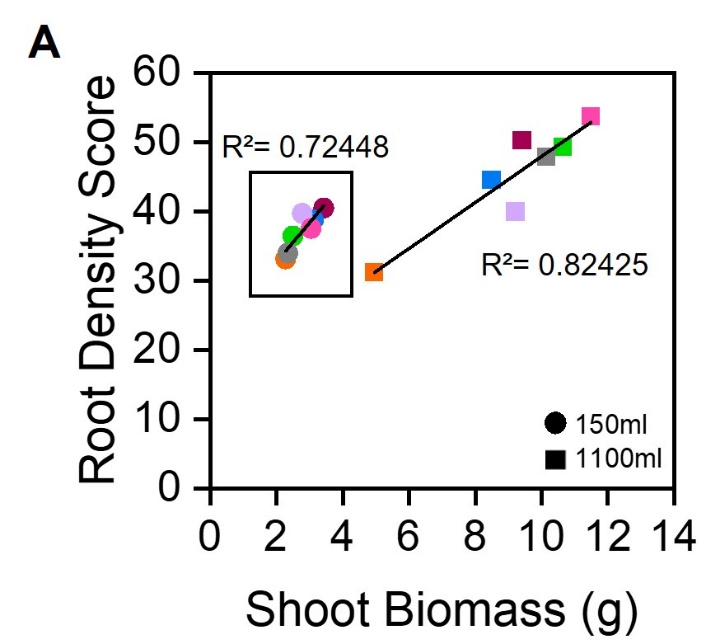 A
Root Density Score
60
50
40
30
20
10
0
R²= 0.72448
R²= 0.82425
150ml
1100ml
0 2 4 6 8 10 12 14
Shoot Biomass (g)